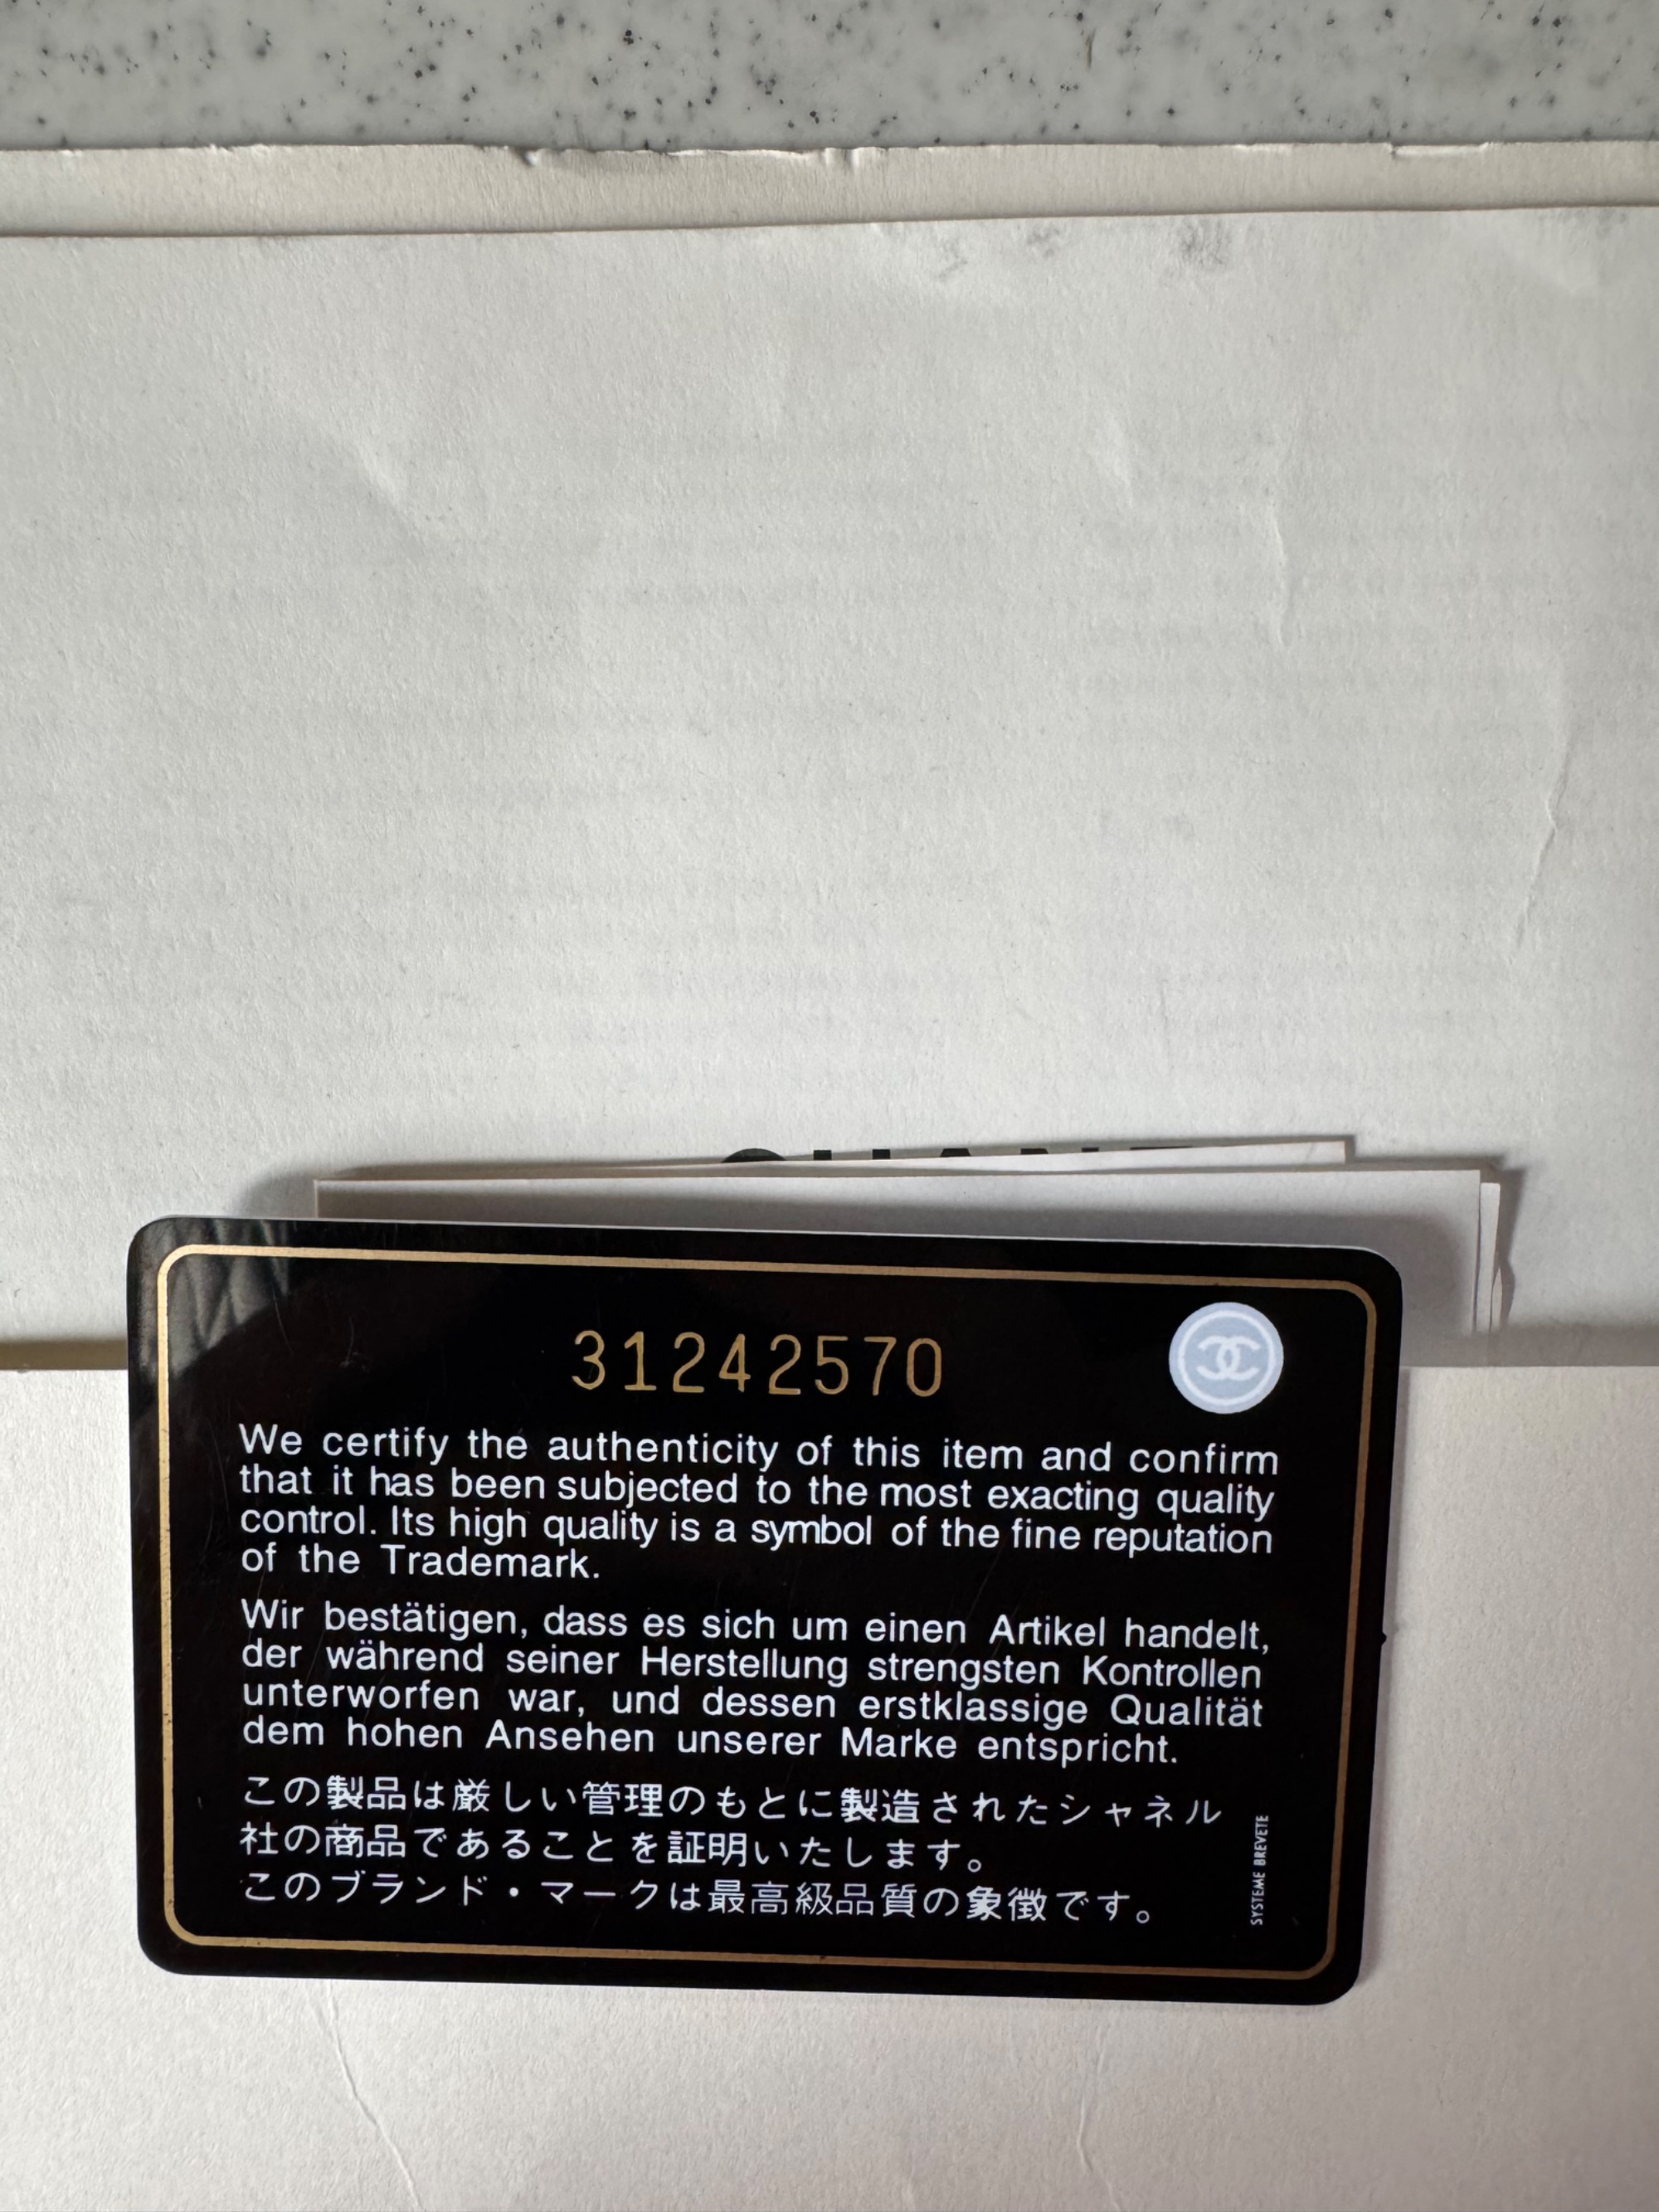 31242570
We certify the authenticity of this item and confirm
that it has been subjected to the most exacting quality
control. Its high quality is a symbol of the fine reputation
of the Trademark.
Wir bestätigen, dass es sich um einen Artikel handelt,
der während seiner Herstellung strengsten Kontrollen
unterworfen war, und dessen erstklassige Qualität
dem hohen Ansehen unserer Marke entspricht.
この製品は厳しい管理のもとに製造されたシャネル
社の商品であることを証明いたします。
このブランド・マークは最高級品質の象徴です。
SYSTEME BREVETE